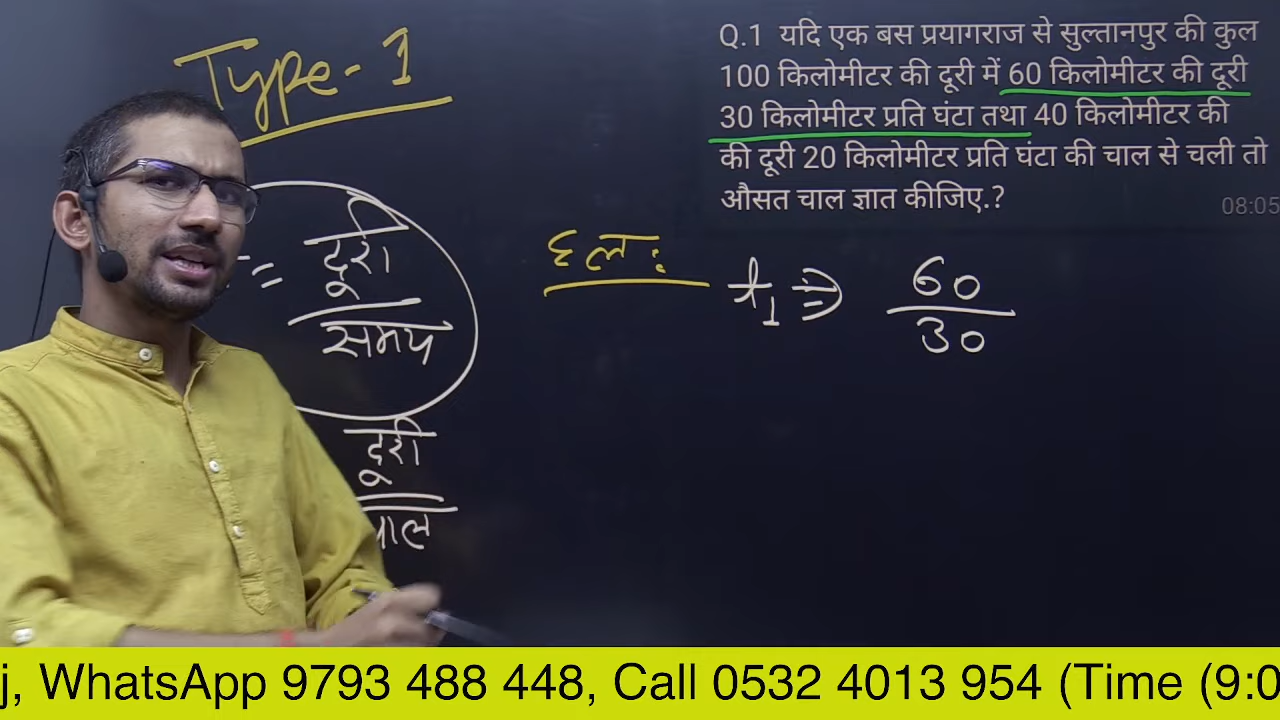 Type-1
Q.1 यदि एक बस प्रयागराज से सुल्तानपुर की कुल
100 किलोमीटर की दूरी में 60 किलोमीटर की दूरी
30 किलोमीटर प्रति घंटा तथा 40 किलोमीटर की
की दूरी 20 किलोमीटर प्रति घंटा की चाल से चली तो
औसत चाल ज्ञात कीजिए.?
08:05
= दूरी
समय
दूरी
चाल
हल:
t₁ ⇒ 60
30
j, WhatsApp 9793 488 448, Call 0532 4013 954 (Time (9:0